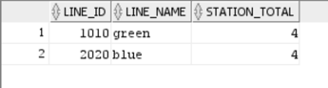 LINE_ID LINE_NAME STATION_TOTAL
1 1010 green 4
2 2020 blue 4